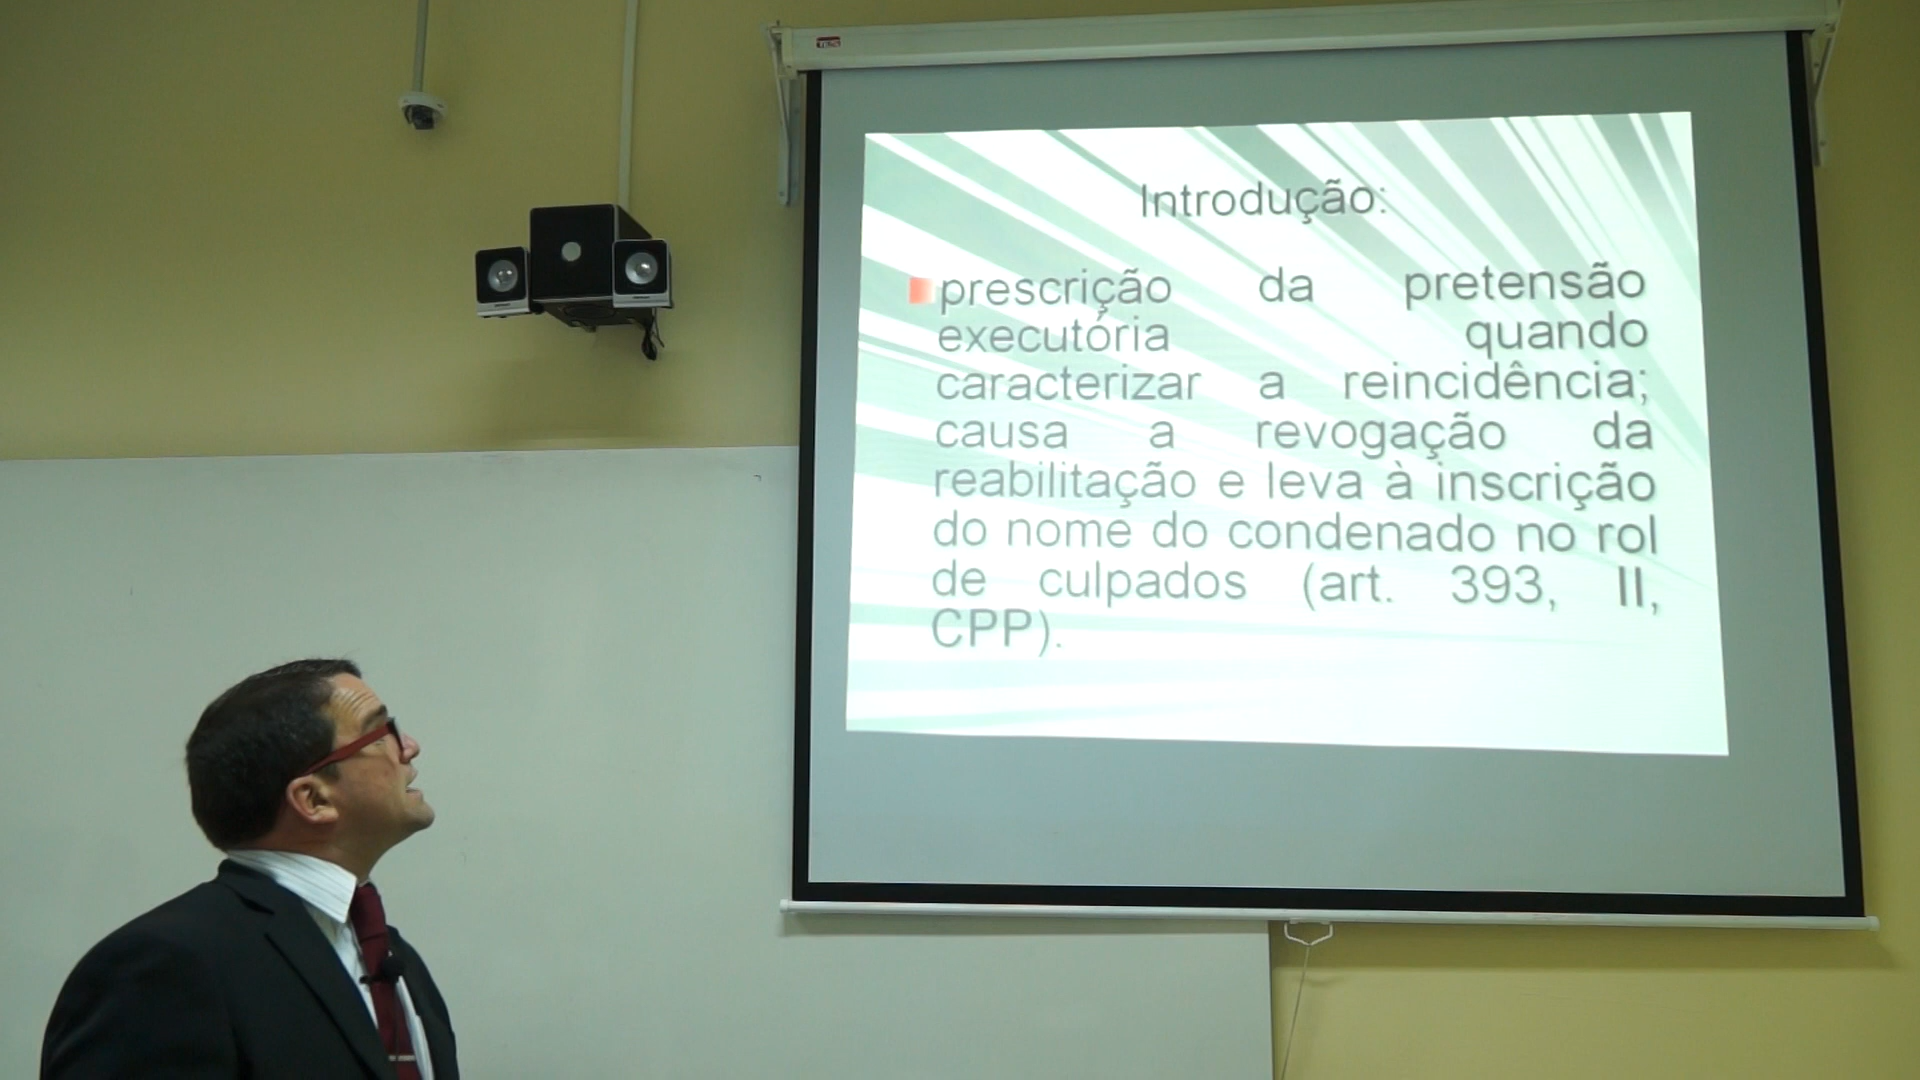 Introdução:
prescrição da pretensão
executória quando
caracterizar a reincidência;
causa a revogação da
reabilitação e leva à inscrição
do nome do condenado no rol
de culpados (art. 393, II,
CPP).